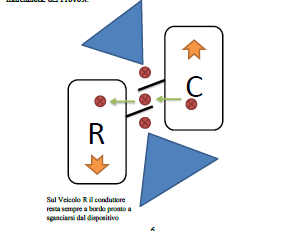 C
R
Sul Veicolo R il conduttore
resta sempre a bordo pronto a
sganciarsi dal dispositivo